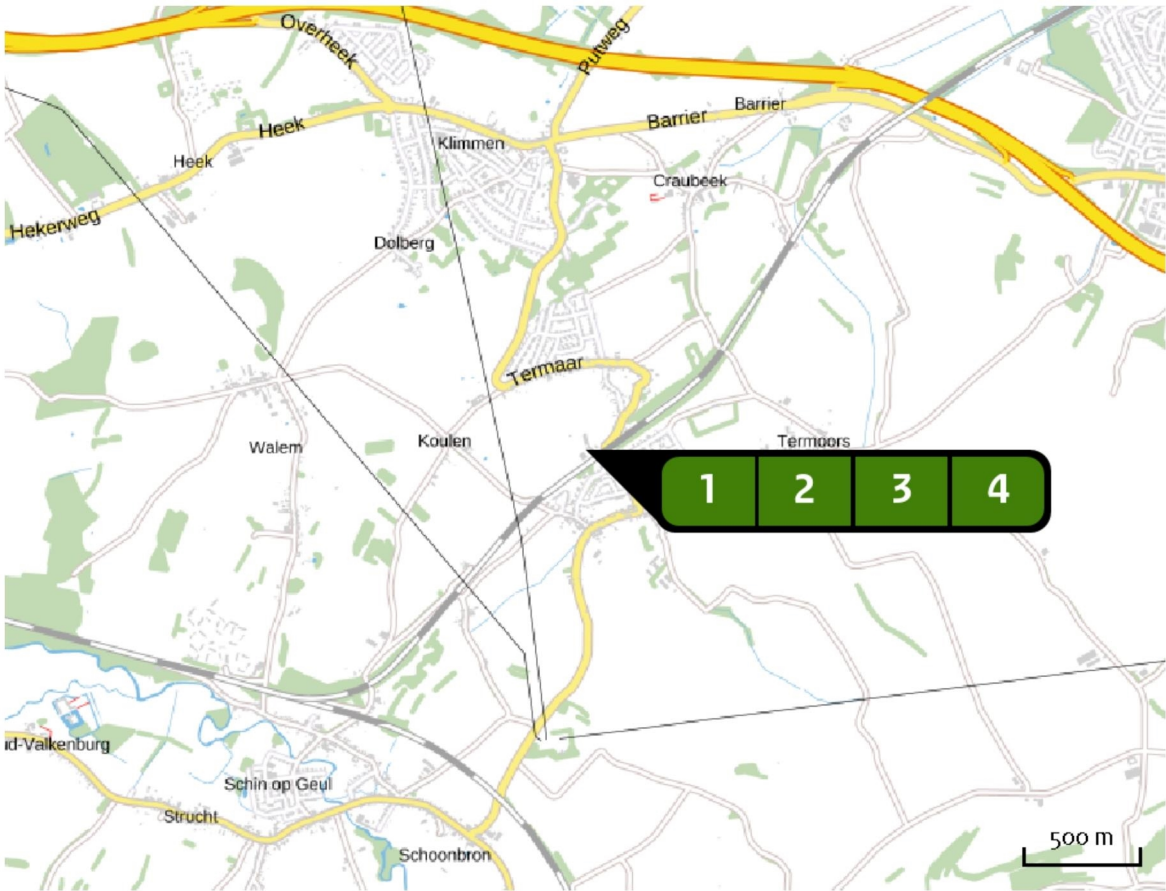 Overheek
Putweg
Barrier
Barrier
Heek
Klimmen
Heek
Craubeek
Hekerweg
Dolberg
Termaar
Walem
Koulen
Termoors
1 2 3 4
ud-Valkenburg
Schin op Geul
Strucht
Schoonbron
500 m